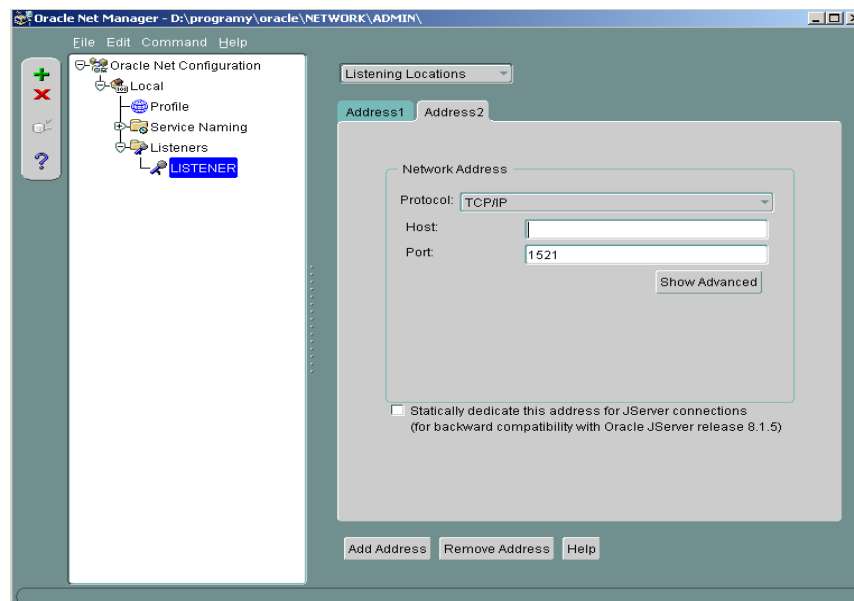 Oracle Net Manager - D:\programy\oracle\NETWORK\ADMIN\
File Edit Command Help
Oracle Net Configuration
Local
Profile
Service Naming
Listeners
LISTENER
Listening Locations
Address1 Address2
Network Address
Protocol: TCP/IP
Host:
Port: 1521
Show Advanced
Statically dedicate this address for JServer connections
(for backward compatibility with Oracle JServer release 8.1.5)
Add Address Remove Address Help